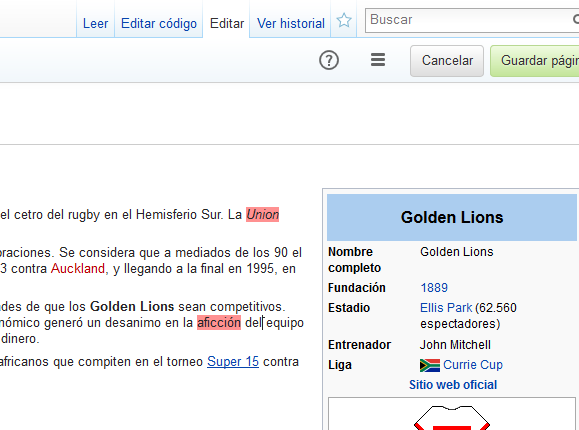 Leer Editar código Editar Ver historial Buscar
? Cancelar Guardar págin
el cetro del rugby en el Hemisferio Sur. La Union
oraciones. Se considera que a mediados de los 90 el
3 contra Auckland, y llegando a la final en 1995, en
ades de que los Golden Lions sean competitivos.
nómico generó un desanimo en la aficción del equipo
dinero.
africanos que compiten en el torneo Super 15 contra
Golden Lions
Nombre completo Golden Lions
Fundación 1889
Estadio Ellis Park (62.560
espectadores)
Entrenador John Mitchell
Liga Currie Cup
Sitio web oficial